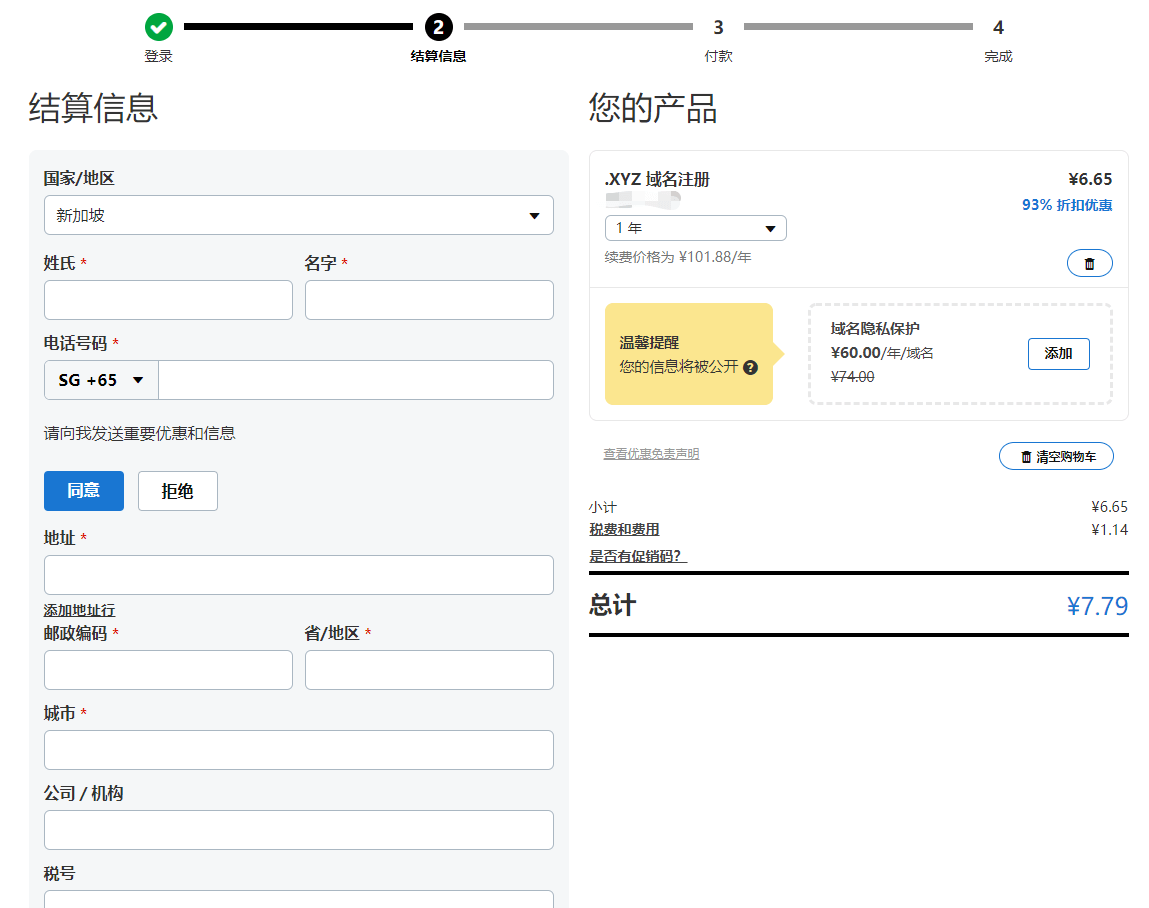 2
3
4
登录
结算信息
付款
完成
结算信息
国家/地区
新加坡
姓氏 *
名字 *
电话号码 *
SG +65
请向我发送重要优惠和信息
同意
拒绝
地址 *
添加地址行
邮政编码 *
省/地区 *
城市 *
公司 / 机构
税号
您的产品
.XYZ 域名注册
¥6.65
93% 折扣优惠
1 年
续费价格为 ¥101.88/年
温馨提醒
您的信息将被公开 ?
域名隐私保护
¥60.00/年/域名
¥74.00
添加
查看优惠免责声明
清空购物车
小计
¥6.65
税费和费用
¥1.14
是否有促销码?
总计
¥7.79